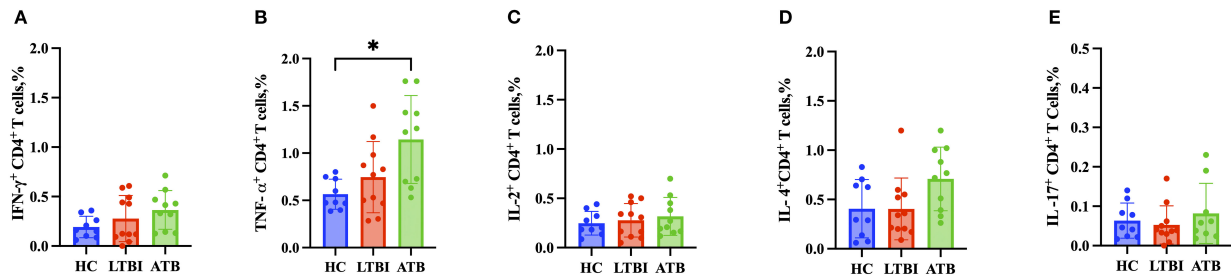 A
IFN-γ⁺ CD4⁺ T cells,%
2.0
1.5
1.0
0.5
0.0
HC LTBI ATB
B
TNF-α⁺ CD4⁺ T cells,%
2.0
1.5
1.0
0.5
0.0
*
HC LTBI ATB
C
IL-2⁺ CD4⁺ T cells,%
2.0
1.5
1.0
0.5
0.0
HC LTBI ATB
D
IL-4⁺CD4⁺ T cells,%
2.0
1.5
1.0
0.5
0.0
HC LTBI ATB
E
IL-17⁺ CD4⁺ T Cells,%
0.5
0.4
0.3
0.2
0.1
0.0
HC LTBI ATB